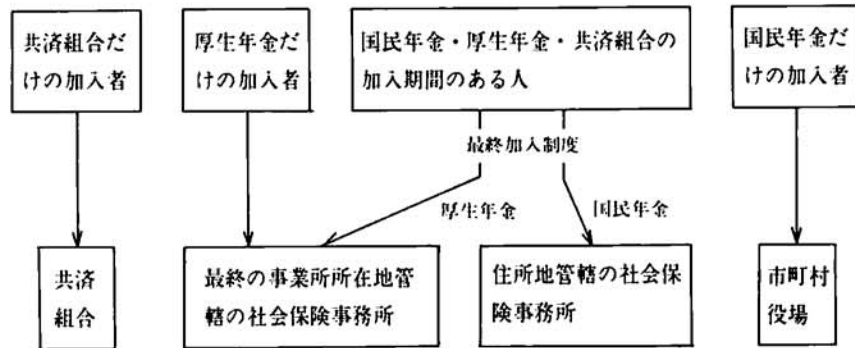 共済組合だ
けの加入者
厚生年金だ
けの加入者
国民年金・厚生年金・共済組合の
加入期間のある人
国民年金だ
けの加入者
最終加入制度
厚生年金
国民年金
共済
組合
最終の事業所所在地管
轄の社会保険事務所
住所地管轄の社会保
険事務所
市町村
役場